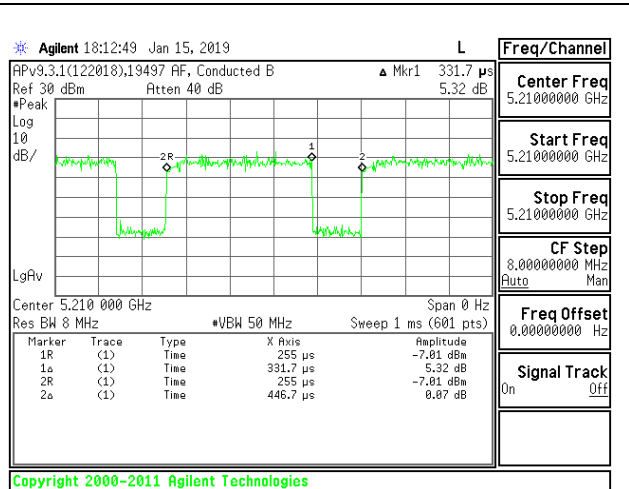 Agilent 18:12:49 Jan 15, 2019 L
APv9.3.1(122018),19497 AF, Conducted B ▵ Mkr1 331.7 µs
Ref 30 dBm Atten 40 dB 5.32 dB
#Peak
Log
10
dB/
1
2R
2
LgAv
Center 5.210 000 GHz Span 0 Hz
Res BW 8 MHz #VBW 50 MHz Sweep 1 ms (601 pts)
Marker Trace Type X Axis Amplitude
1R (1) Time 255 µs -7.01 dBm
1▵ (1) Time 331.7 µs 5.32 dB
2R (1) Time 255 µs -7.01 dBm
2▵ (1) Time 446.7 µs 0.07 dB
Copyright 2000-2011 Agilent Technologies
Freq/Channel
Center Freq
5.21000000 GHz
Start Freq
5.21000000 GHz
Stop Freq
5.21000000 GHz
CF Step
8.00000000 MHz
Auto Man
Freq Offset
0.00000000 Hz
Signal Track
On Off